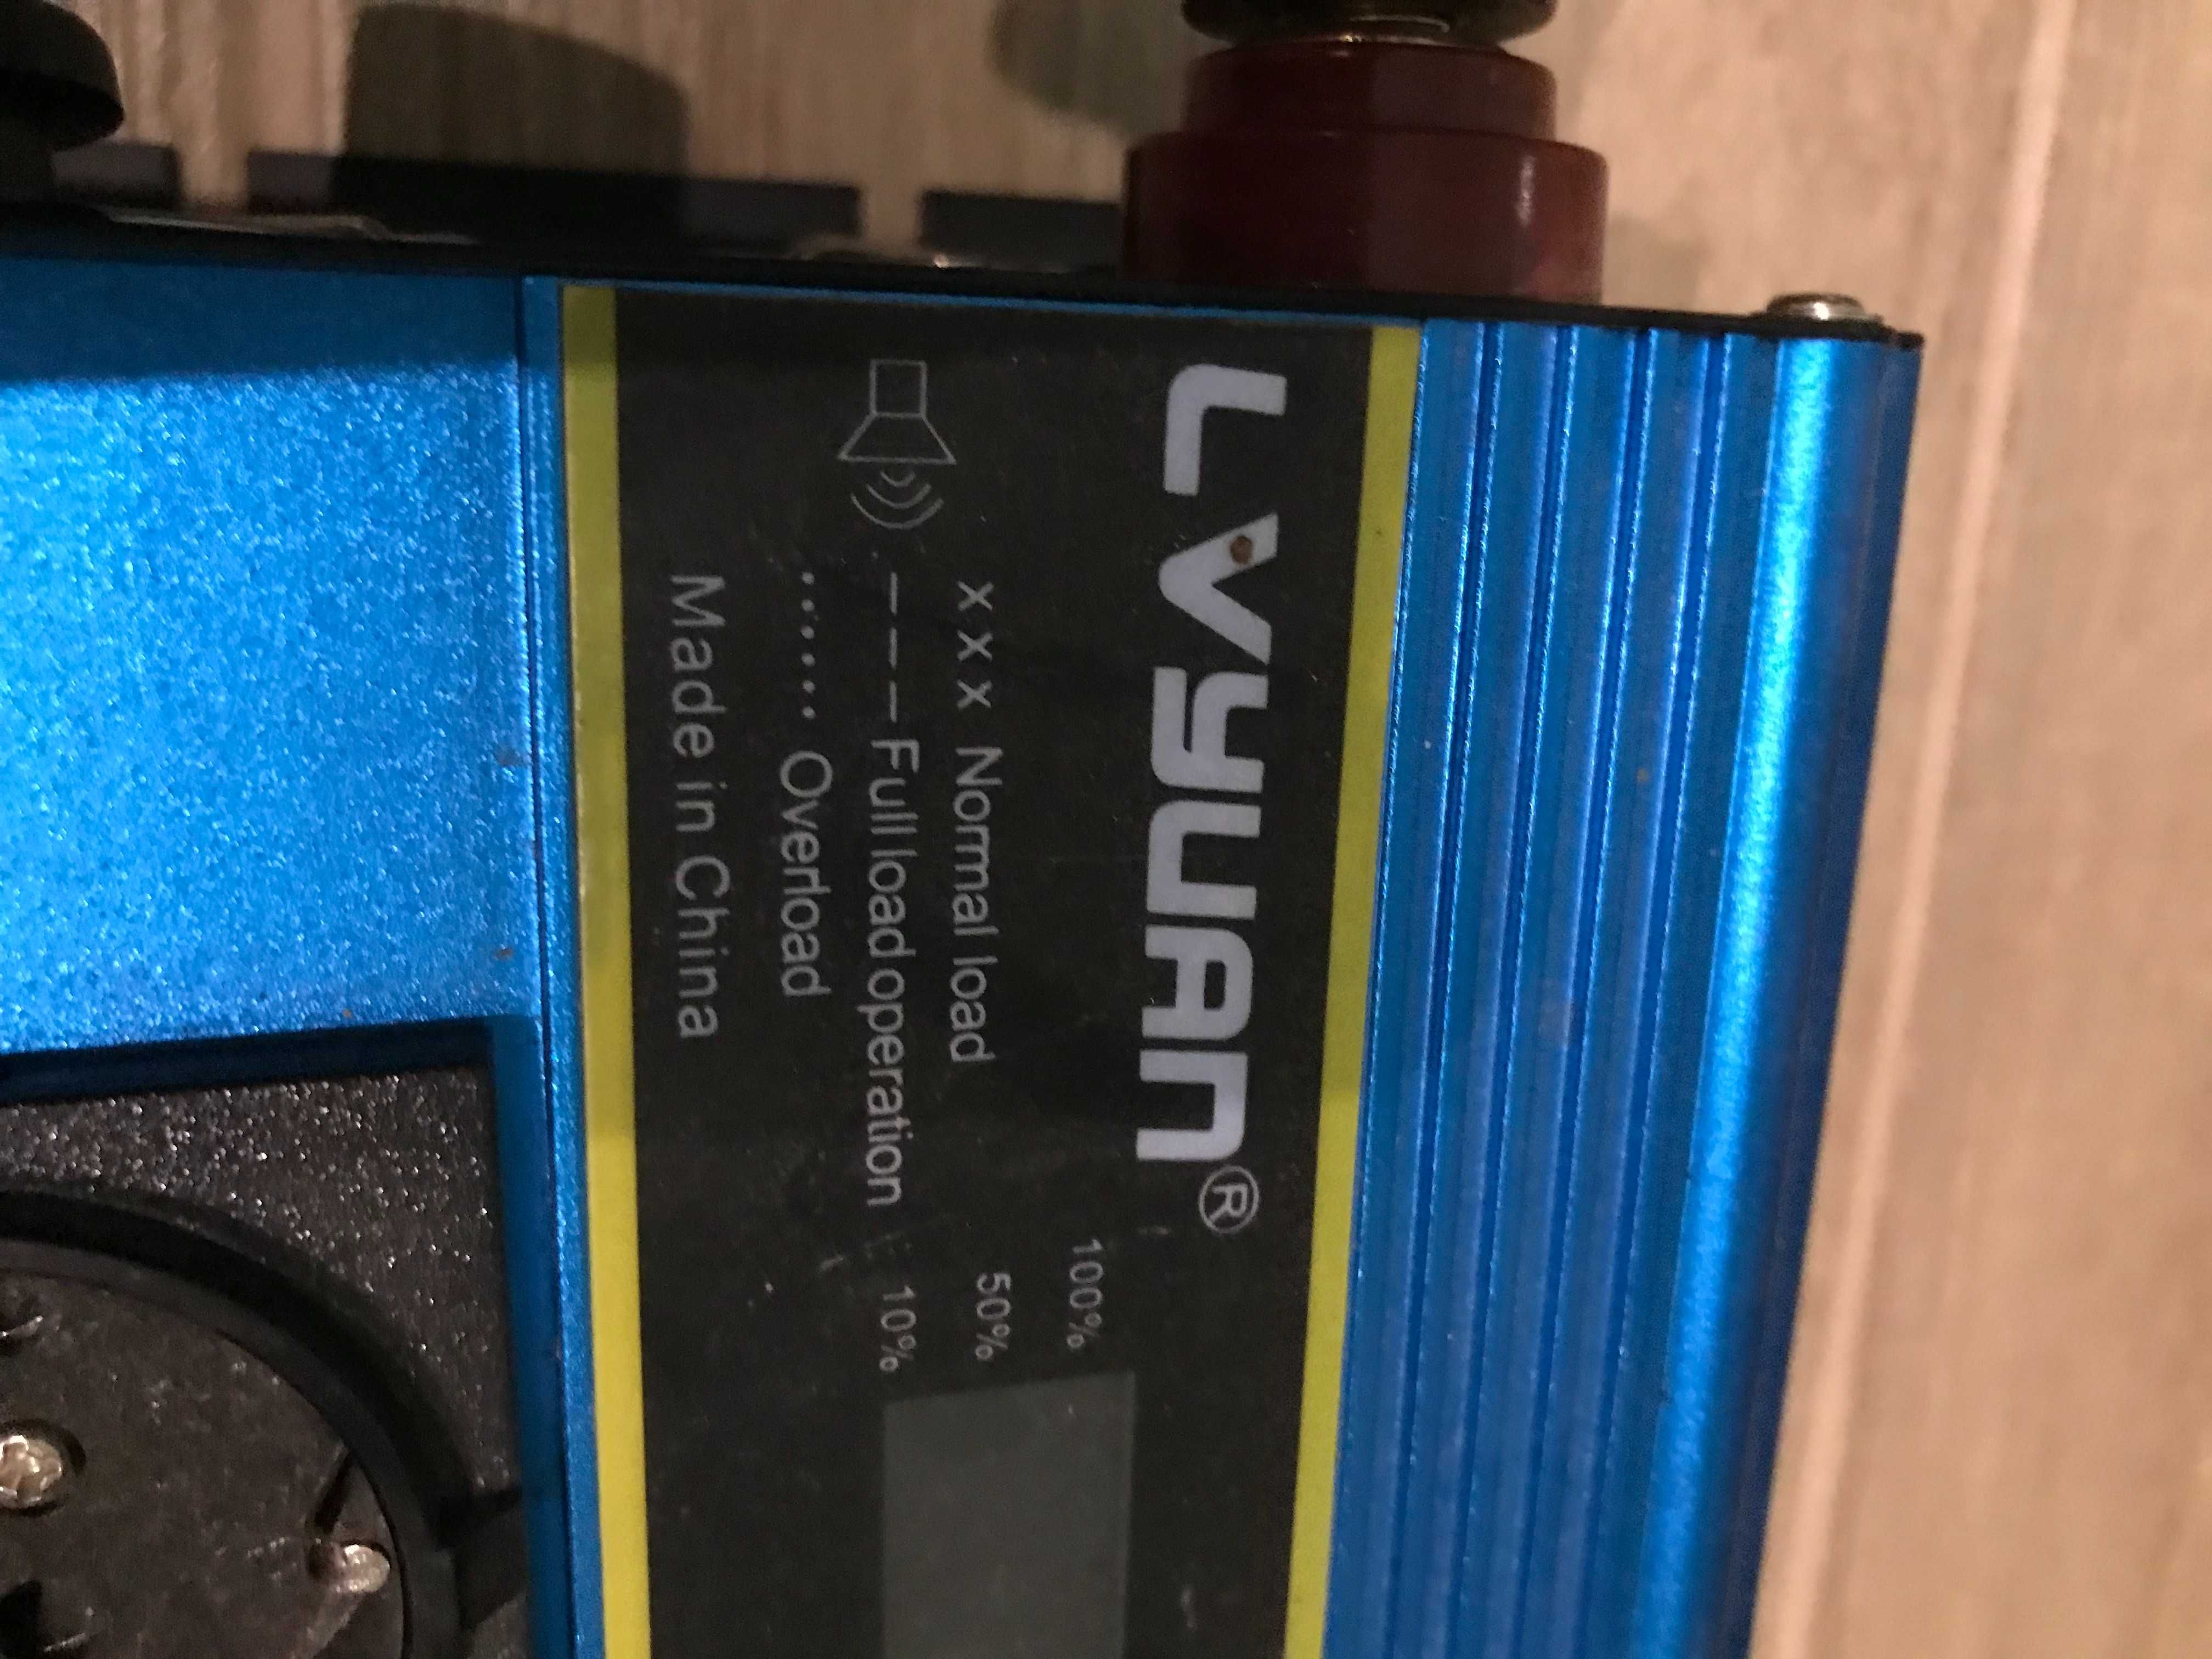 Lvyuan®
x x x Normal load
– – – Full load operation
...... Overload
Made in China
100%
50%
10%